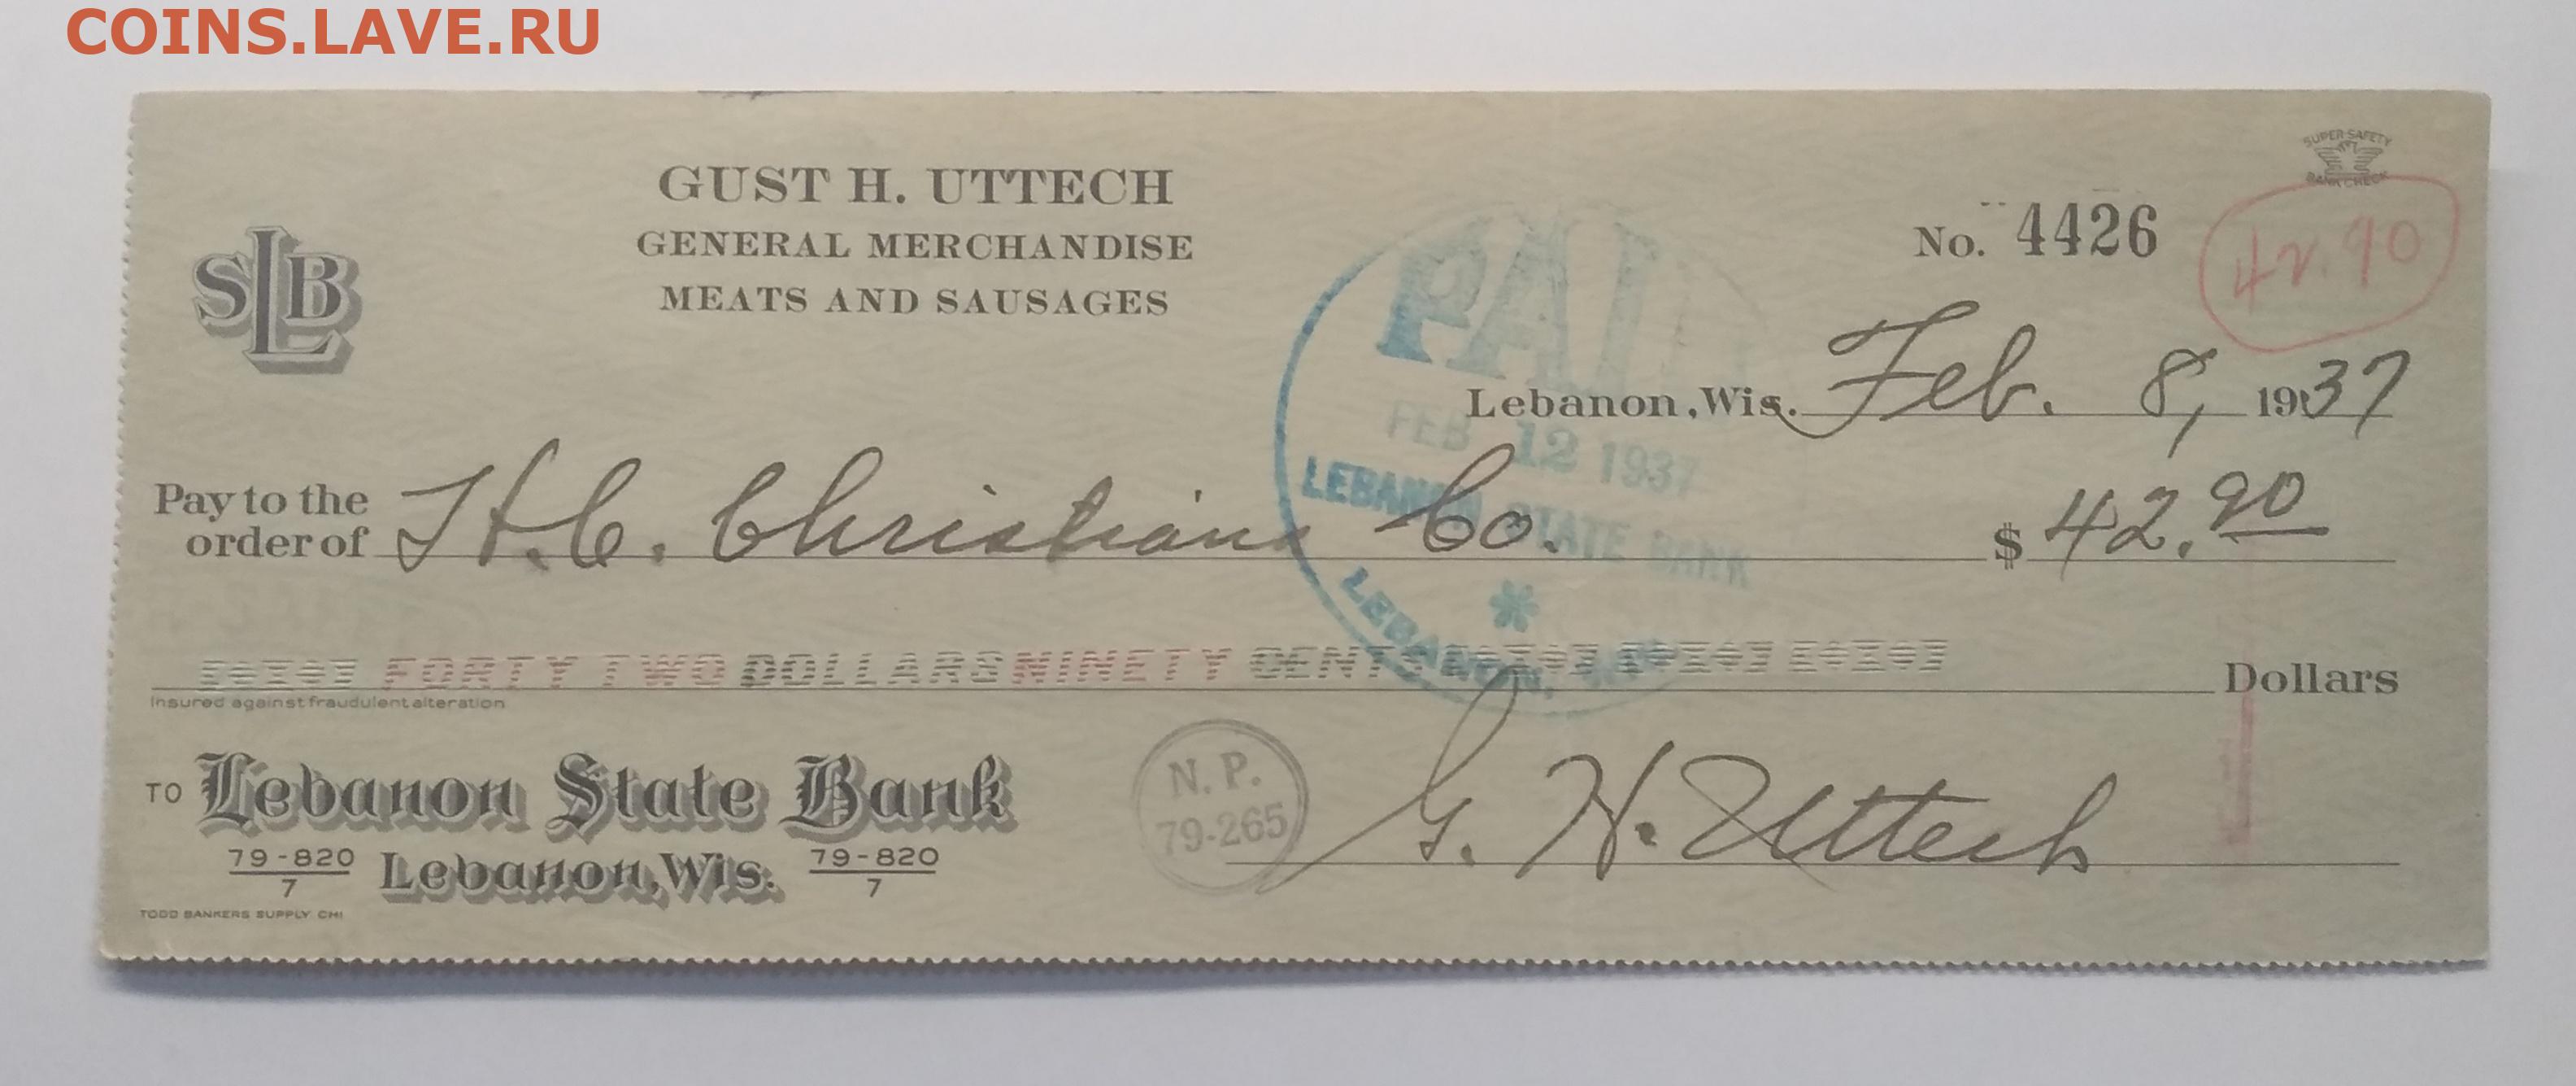 COINS.LAVE.RU
SUPER SAFETY
BANK CHECK
GUST H. UTTECH
GENERAL MERCHANDISE
MEATS AND SAUSAGES
SLB
No. 4426
42.90
PAID
FEB 12 1937
LEBANON STATE BANK
LEBANON, WIS.
Lebanon, Wis. Feb. 8, 1937
Pay to the
order of H. C. Christians Co. $ 42.90
FORTY TWO DOLLARS NINETY CENTS Dollars
Insured against fraudulent alteration
TO Lebanon State Bank
79-820
7
Lebanon, Wis.
79-820
7
N. P.
79-265
G. H. Uttech
TODD BANKERS SUPPLY CHI